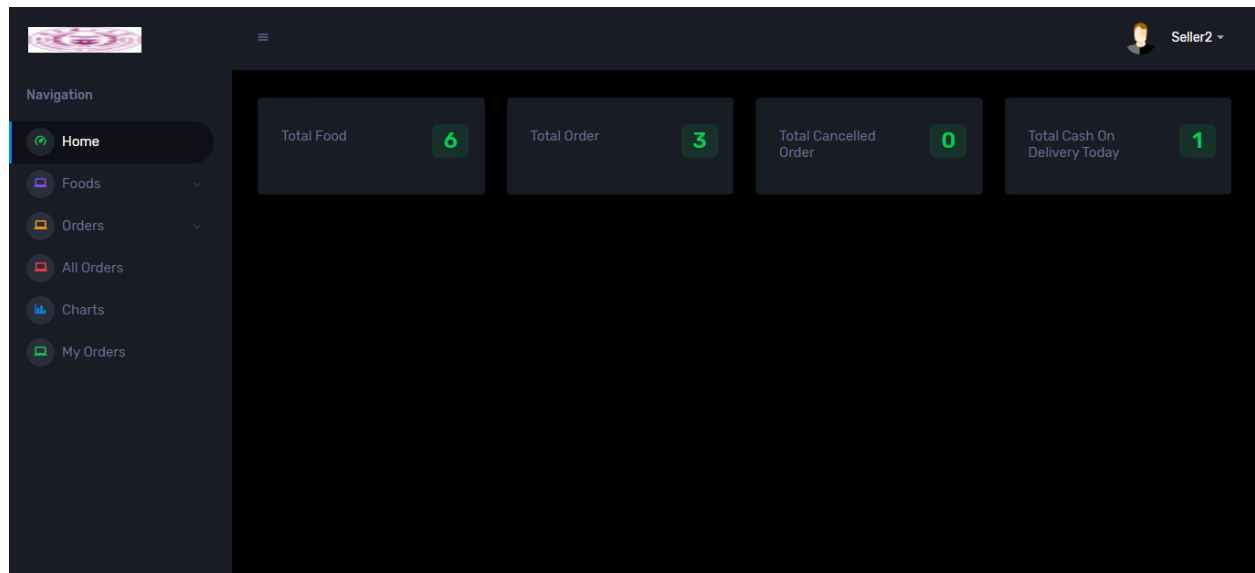 Seller2
Navigation
Home
Foods
Orders
All Orders
Charts
My Orders
Total Food
6
Total Order
3
Total Cancelled
Order
0
Total Cash On
Delivery Today
1